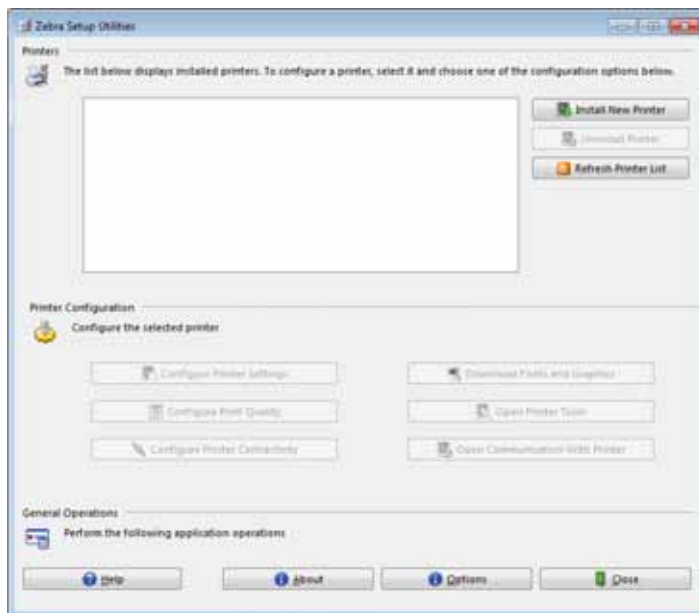 Zebra Setup Utilities
Printers
The list below displays installed printers. To configure a printer, select it and choose one of the configuration options below.
Install New Printer
Uninstall Printer
Refresh Printer List
Printer Configuration
Configure the selected printer
Configure Printer Settings
Download Fonts and Graphics
Configure Print Quality
Open Printer Tools
Configure Printer Connectivity
Open Communication With Printer
General Operations
Perform the following application operations
Help
About
Options
Close